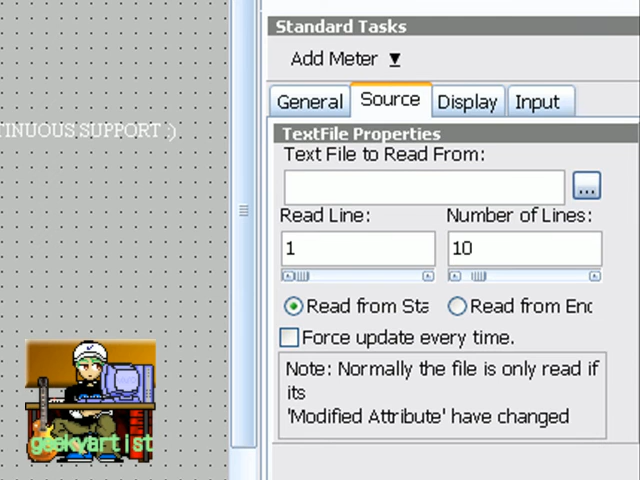 Standard Tasks
Add Meter
General Source Display Input
TINUOUS SUPPORT :).
TextFile Properties
Text File to Read From:
...
Read Line: Number of Lines:
1 10
Read from Sta Read from Enc
Force update every time.
Note: Normally the file is only read if
its
'Modified Attribute' have changed
geekyartist